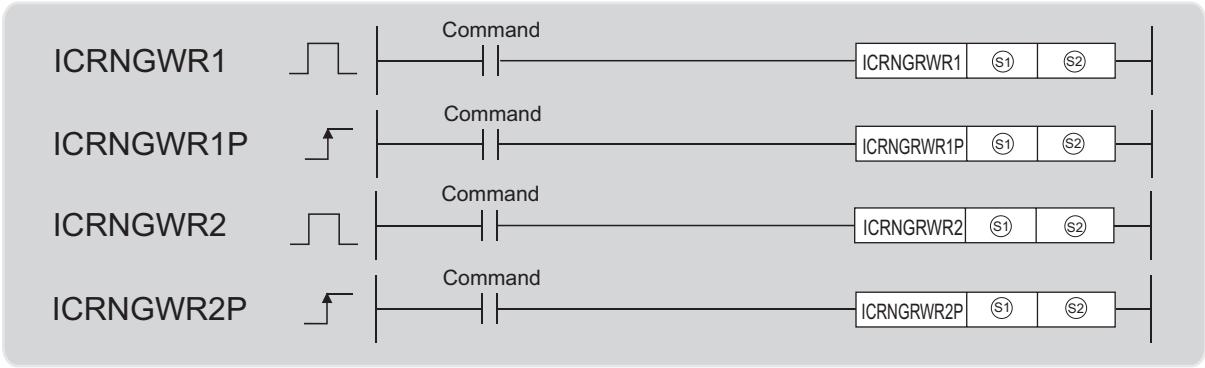 Command
ICRNGWR1 ICRNGRWR1 S1 S2
Command
ICRNGWR1P ICRNGRWR1P S1 S2
Command
ICRNGWR2 ICRNGRWR2 S1 S2
Command
ICRNGWR2P ICRNGRWR2P S1 S2